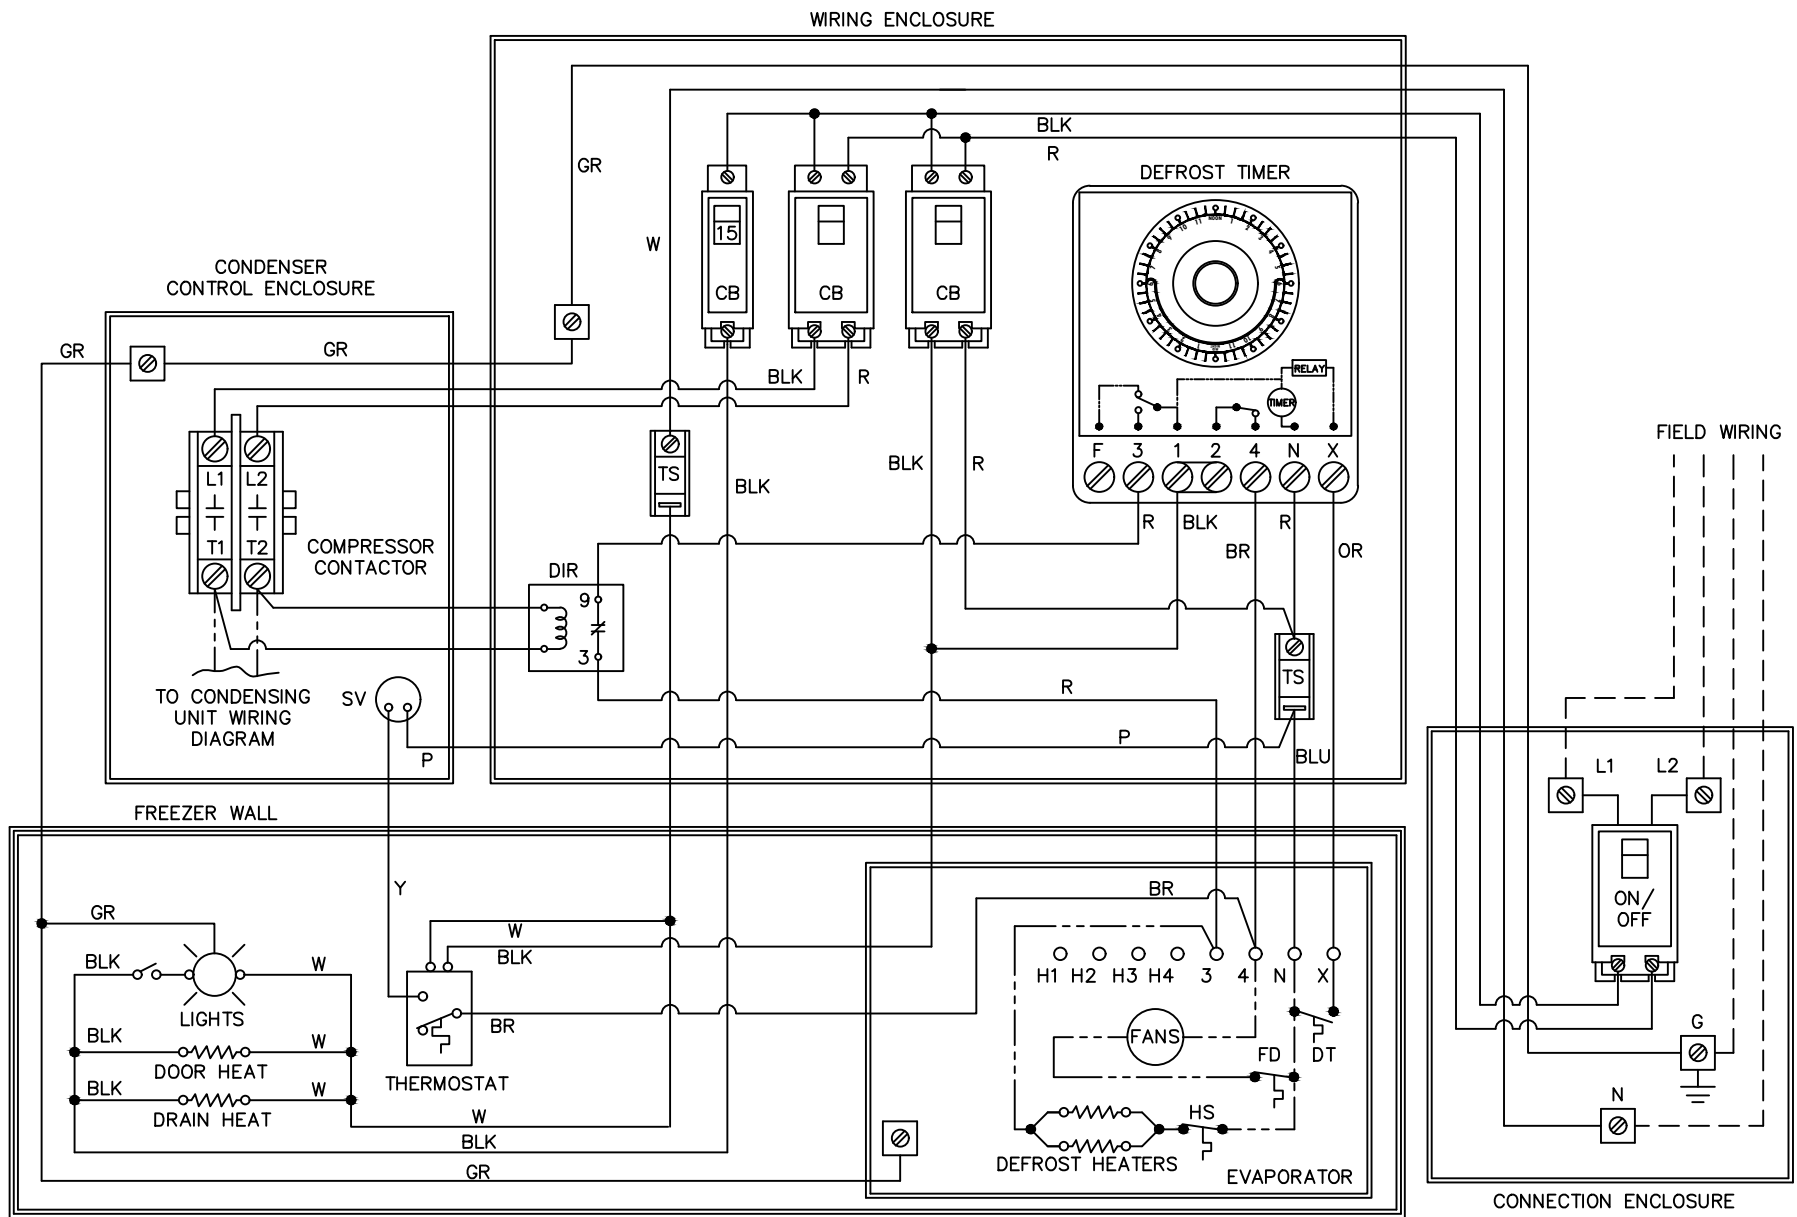 WIRING ENCLOSURE
BLK
R
GR
DEFROST TIMER
W
15
CB
CB
CB
CONDENSER
CONTROL ENCLOSURE
GR
GR
BLK
R
RELAY
TIMER
FIELD WIRING
F 3 1 2 4 N X
L1 L2
TS
BLK
BLK
R
T1 T2
COMPRESSOR
CONTACTOR
R
BLK
BR
R
OR
DIR
9
3
TS
TO CONDENSING
UNIT WIRING
DIAGRAM
SV
R
P
P
BLU
L1
L2
FREEZER WALL
ON/
OFF
Y
BR
GR
W
BLK
BLK
W
LIGHTS
H1 H2 H3 H4 3 4 N X
BR
BLK
W
DOOR HEAT
THERMOSTAT
FANS
FD
DT
G
BLK
W
DRAIN HEAT
W
HS
N
BLK
DEFROST HEATERS
GR
EVAPORATOR
CONNECTION ENCLOSURE